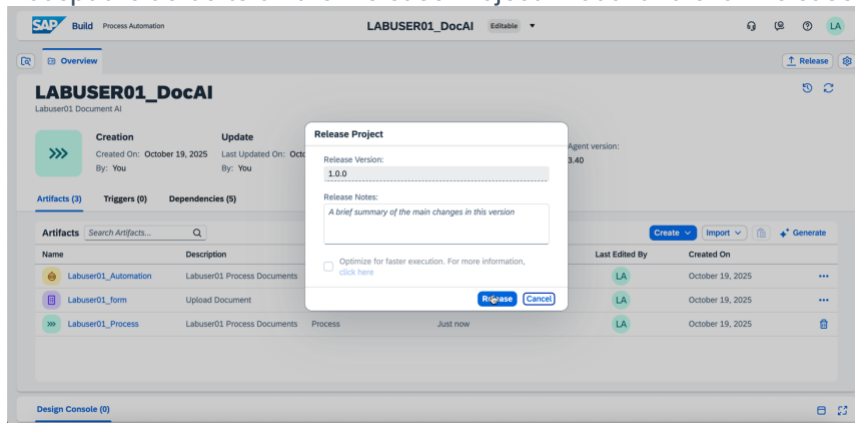 SAP Build Process Automation LABUSER01_DocAI Editable LA
Overview Release
LABUSER01_DocAI
Labuser01 Document AI
Creation Update
Created On: October 19, 2025 Last Updated On:
By: You By: You
Agent version:
3.40
Artifacts (3) Triggers (0) Dependencies (5)
Release Project
Release Version:
1.0.0
Release Notes:
A brief summary of the main changes in this version
Optimize for faster execution. For more information,
click here
Release Cancel
Artifacts Search Artifacts... Create Import Generate
Name Description Last Edited By Created On
Labuser01_Automation Labuser01 Process Documents LA October 19, 2025
Labuser01_form Upload Document LA October 19, 2025
Labuser01_Process Labuser01 Process Documents Process Just now LA October 19, 2025
Design Console (0)